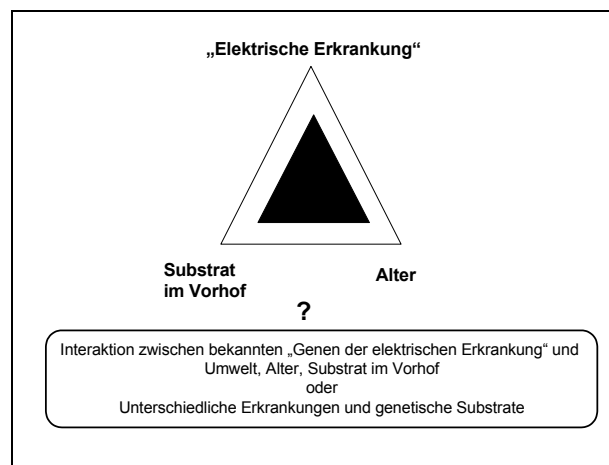 „Elektrische Erkrankung“
Substrat
im Vorhof
Alter
?
Interaktion zwischen bekannten „Genen der elektrischen Erkrankung“ und
Umwelt, Alter, Substrat im Vorhof
oder
Unterschiedliche Erkrankungen und genetische Substrate